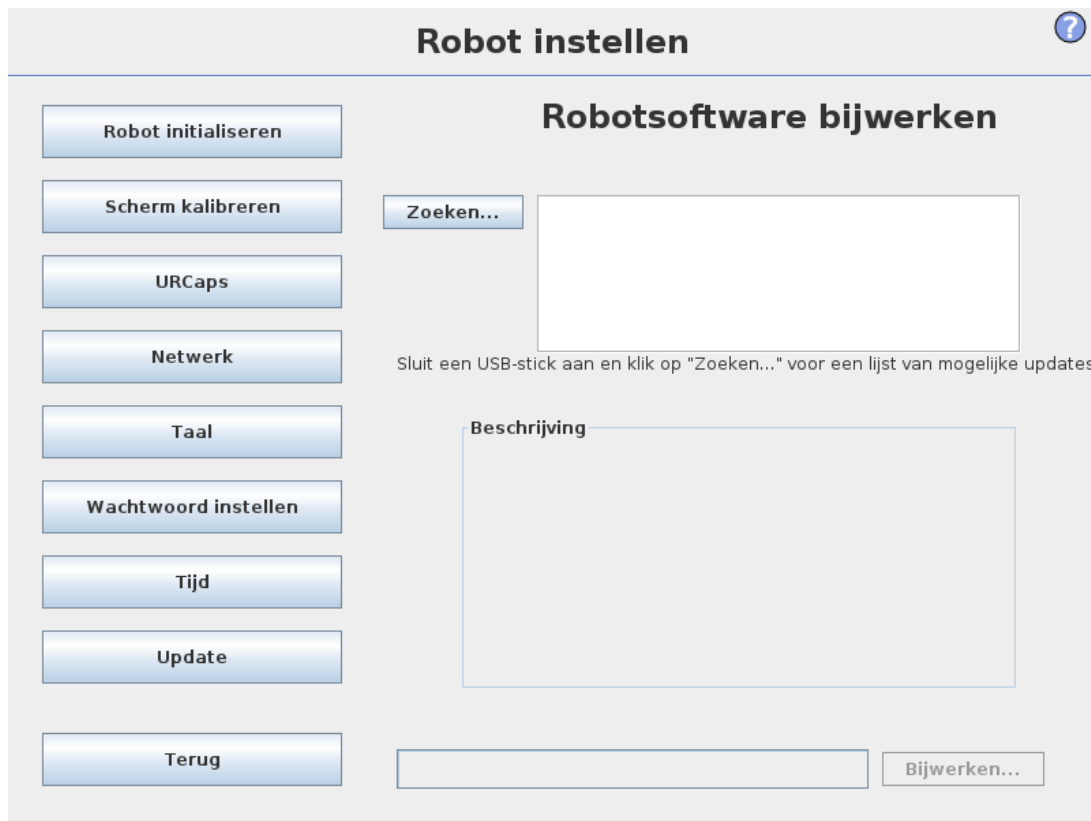 Robot instellen
?
Robot initialiseren
Scherm kalibreren
URCaps
Netwerk
Taal
Wachtwoord instellen
Tijd
Update
Terug
Robotsoftware bijwerken
Zoeken...
Sluit een USB-stick aan en klik op "Zoeken..." voor een lijst van mogelijke updates
Beschrijving
Bijwerken...